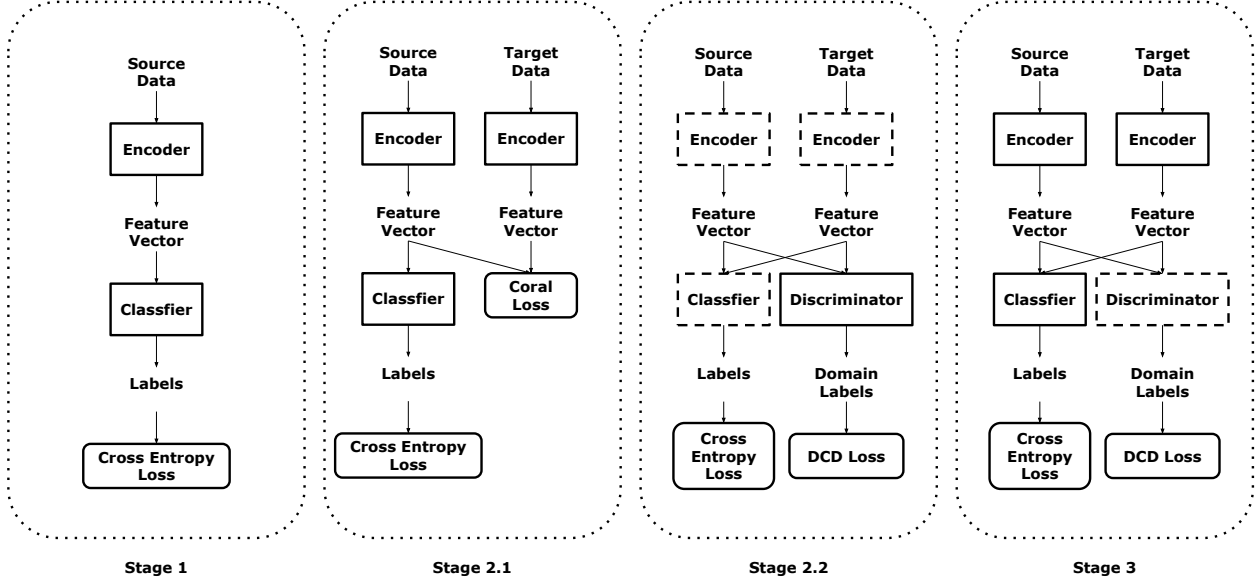 Source
Data
Encoder
Feature
Vector
Classfier
Labels
Cross Entropy
Loss
Stage 1
Source
Data
Target
Data
Encoder
Encoder
Feature
Vector
Feature
Vector
Classfier
Coral
Loss
Labels
Cross Entropy
Loss
Stage 2.1
Source
Data
Target
Data
Encoder
Encoder
Feature
Vector
Feature
Vector
Classfier
Discriminator
Labels
Domain
Labels
Cross
Entropy
Loss
DCD Loss
Stage 2.2
Source
Data
Target
Data
Encoder
Encoder
Feature
Vector
Feature
Vector
Classfier
Discriminator
Labels
Domain
Labels
Cross
Entropy
Loss
DCD Loss
Stage 3